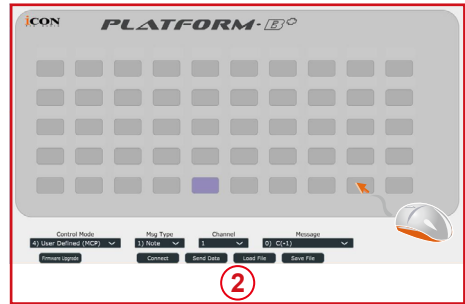 iCON
PLATFORM-B+
Control Mode
Msg Type
Channel
Message
4) User Defined (MCP)
1) Note
1
0) C(-1)
Firmware Upgrade
Connect
Send Data
Load File
Save File
2